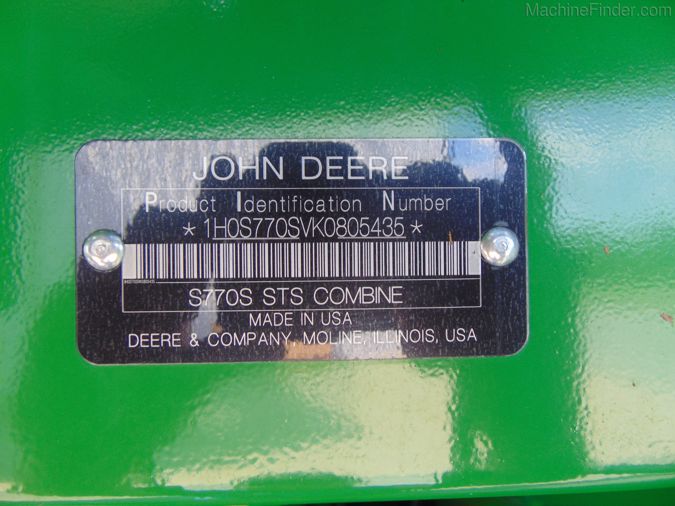 MachineFinder.com
JOHN DEERE
Product Identification Number
*1H0S770SVK0805435*
S770S STS COMBINE
MADE IN USA
DEERE & COMPANY, MOLINE, ILLINOIS, USA